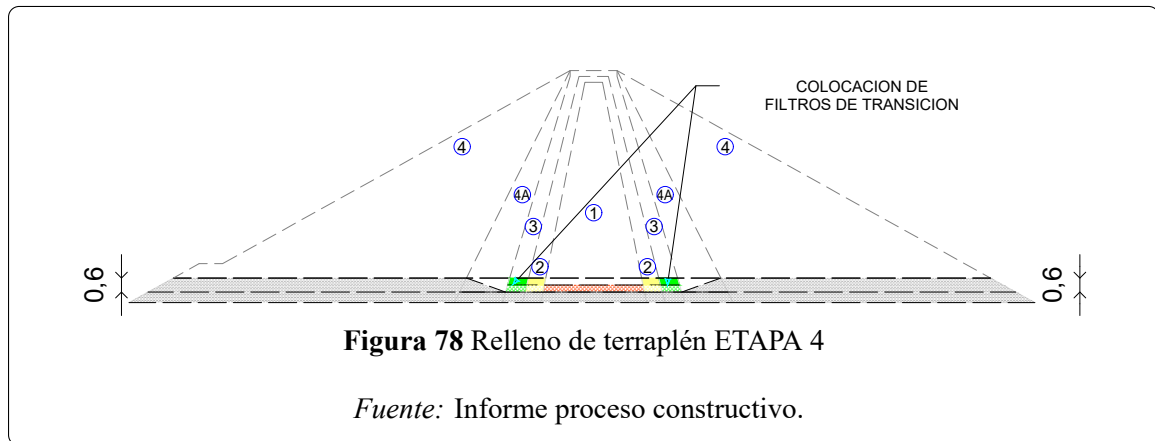 COLOCACION DE
FILTROS DE TRANSICION
4
4
4A
4A
1
3
3
2
2
0,6
0,6
Figura 78 Relleno de terraplén ETAPA 4
Fuente: Informe proceso constructivo.